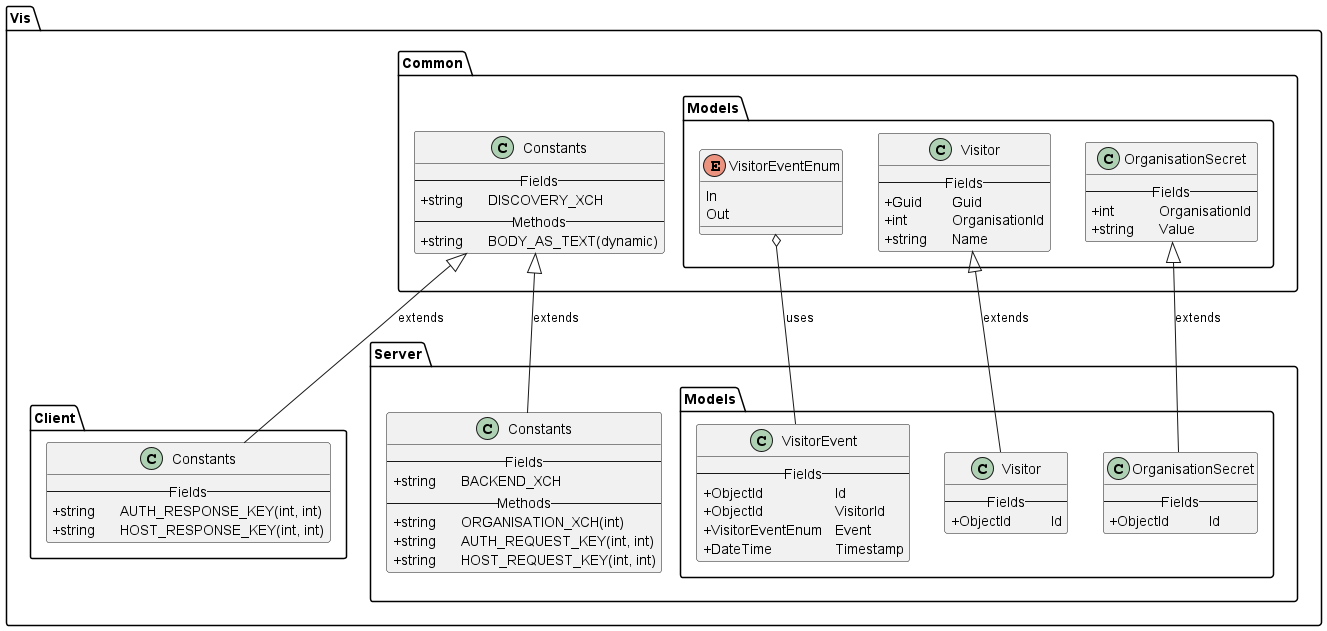 Vis
Common
Models
C Constants
Fields
+string DISCOVERY_XCH
Methods
+string BODY_AS_TEXT(dynamic)
E VisitorEventEnum
In
Out
C Visitor
Fields
+Guid Guid
+int OrganisationId
+string Name
C OrganisationSecret
Fields
+int OrganisationId
+string Value
extends
extends
uses
extends
extends
Server
Models
Client
C Constants
Fields
+string AUTH_RESPONSE_KEY(int, int)
+string HOST_RESPONSE_KEY(int, int)
C Constants
Fields
+string BACKEND_XCH
Methods
+string ORGANISATION_XCH(int)
+string AUTH_REQUEST_KEY(int, int)
+string HOST_REQUEST_KEY(int, int)
C VisitorEvent
Fields
+ObjectId Id
+ObjectId VisitorId
+VisitorEventEnum Event
+DateTime Timestamp
C Visitor
Fields
+ObjectId Id
C OrganisationSecret
Fields
+ObjectId Id